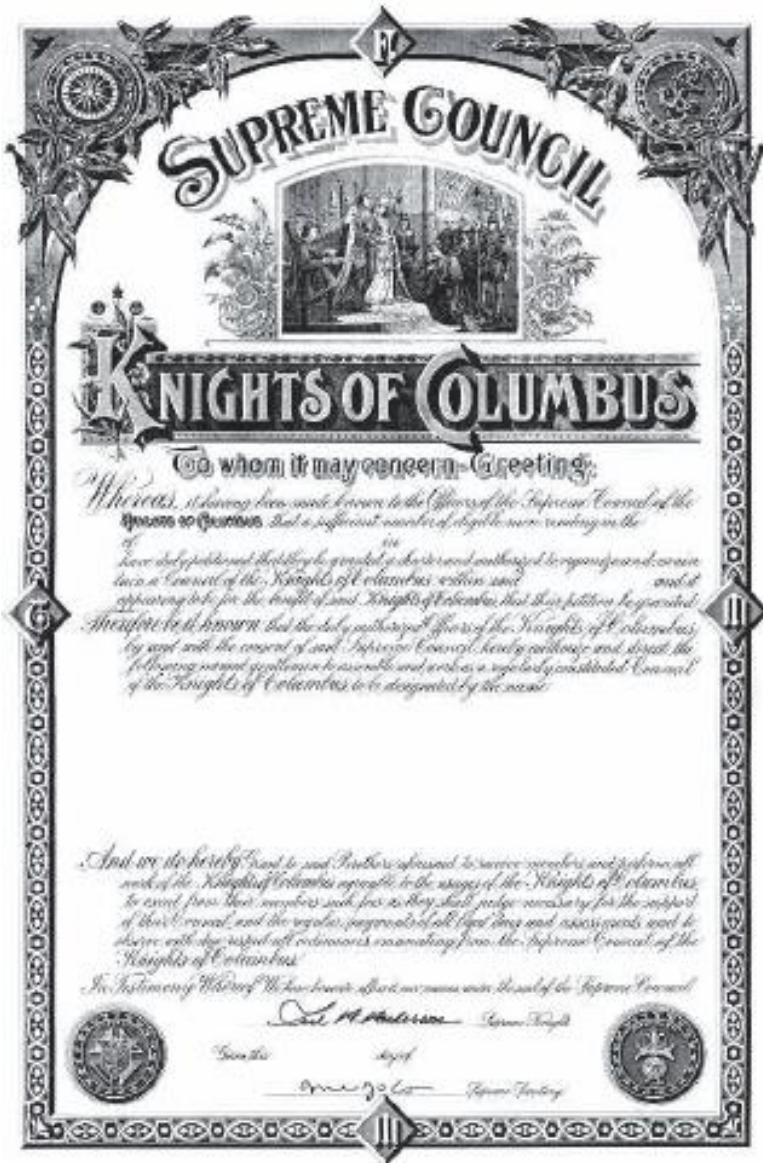 F
SUPREME COUNCIL
KNIGHTS OF COLUMBUS
To whom it may concern - Greeting:
Whereas, it having been made known to the Officers of the Supreme Council of the
KNIGHTS OF COLUMBUS that a sufficient number of eligible men residing in the
of in
have duly petitioned that they be granted a charter and authorized to organize and
into a Council of the Knights of Columbus within said and it
appearing to be for the benefit of said Knights of Columbus that their petition be granted
Therefore be it known that the duly authorized Officers of the Knights of Columbus,
by and with the consent of said Supreme Council hereby authorize and direct the
following named gentlemen to assemble and work as a regularly constituted Council
of the Knights of Columbus to be designated by the name
And we do hereby Grant to said Brothers aforesaid to receive members and perform all
work of the Knights of Columbus agreeable to the usages of the Knights of Columbus,
to exact from their members such fees as they shall judge necessary for the support
of their Council, and the regular payments of all legal dues and assessments and to
observe with due respect all ordinances emanating from the Supreme Council of the
Knights of Columbus.
In Testimony Whereof We have hereto affixed our names under the seal of the Supreme Council
Supreme Knight
Given this day of
Supreme Secretary